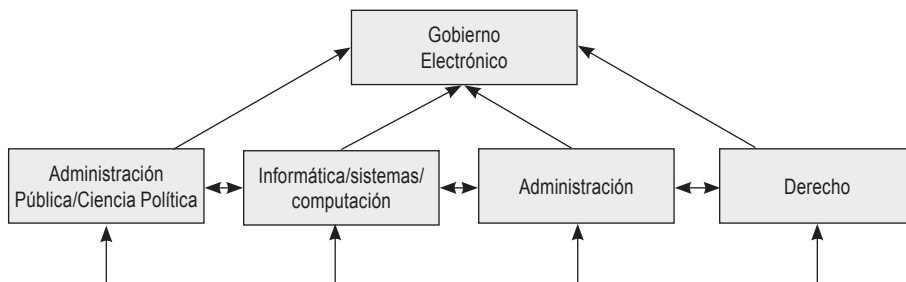 Gobierno
Electrónico
Administración
Pública/Ciencia Política
Informática/sistemas/
computación
Administración
Derecho